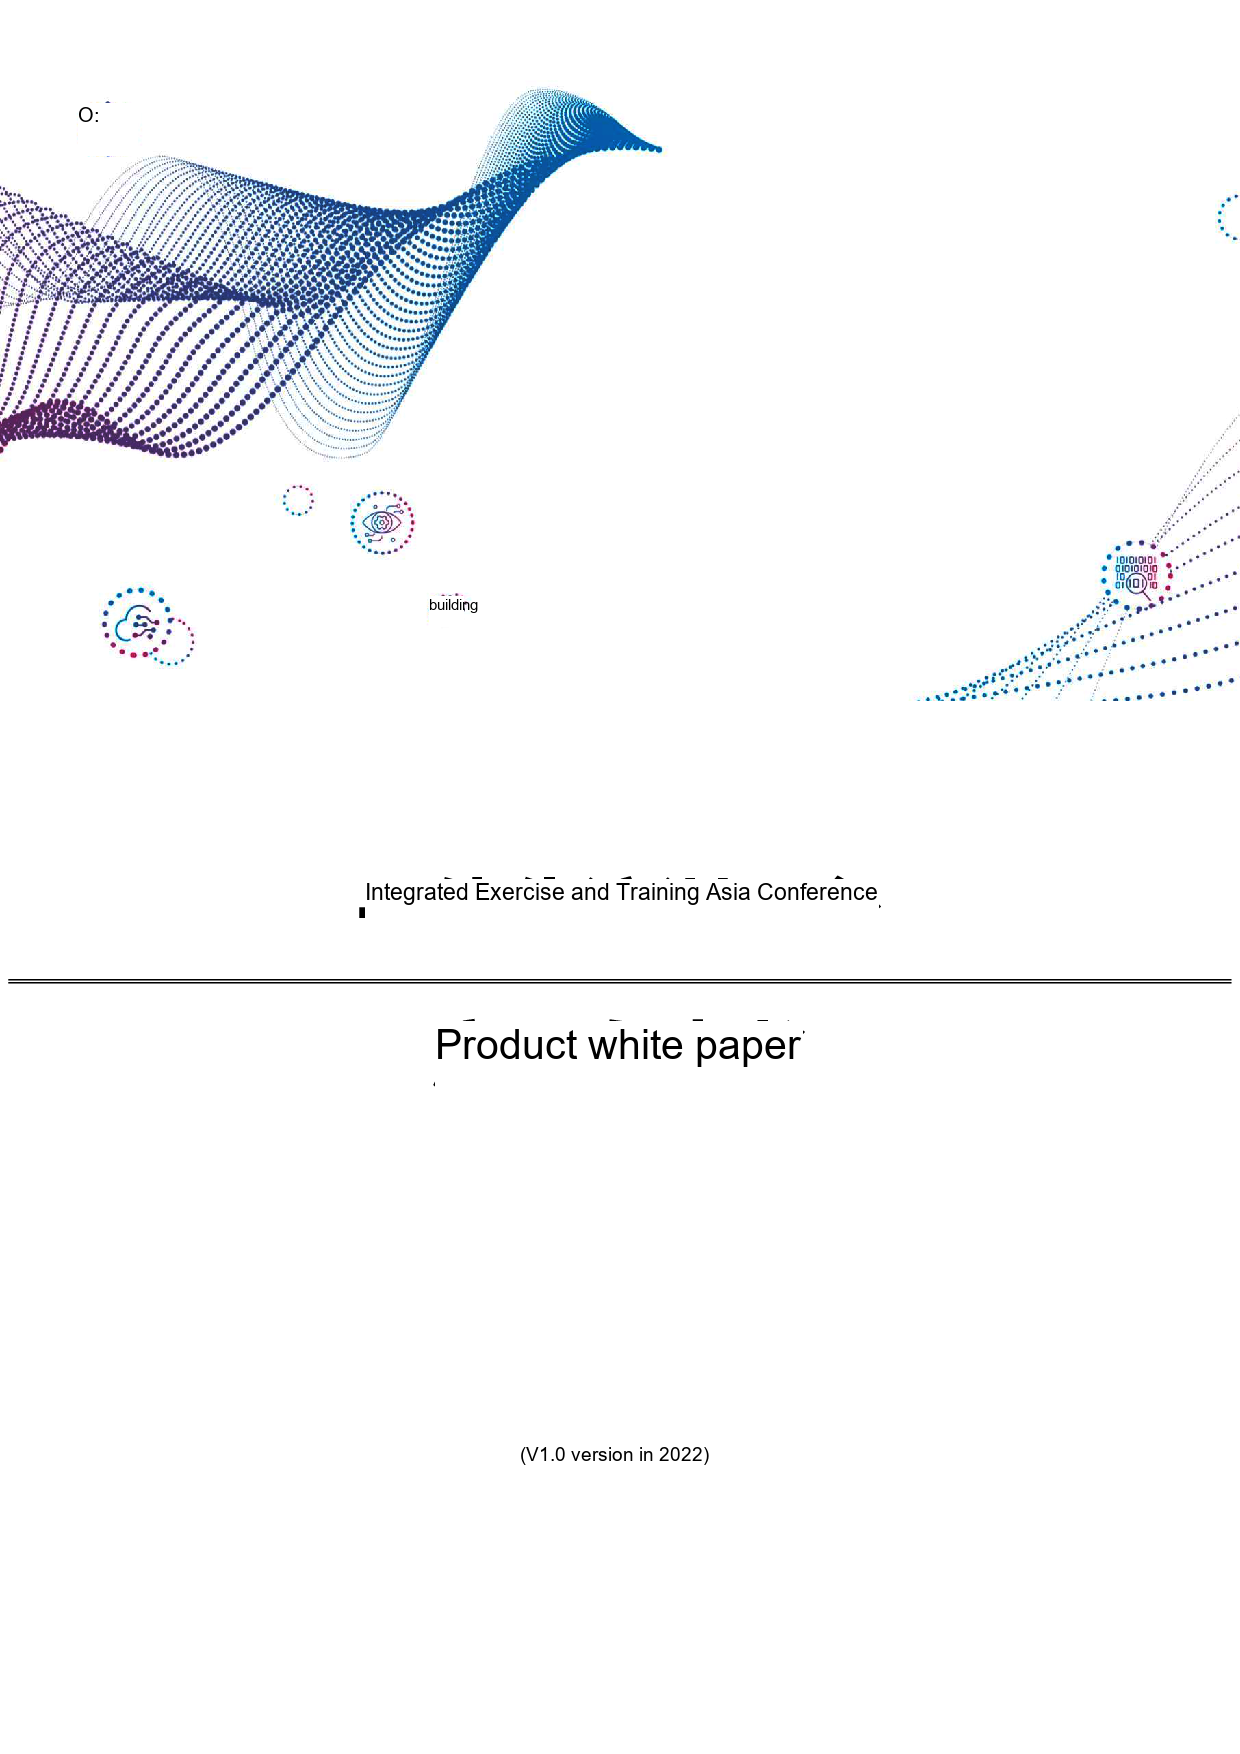 O:
building
Integrated Exercise and Training Asia Conference
Product white paper
(V1.0 version in 2022)